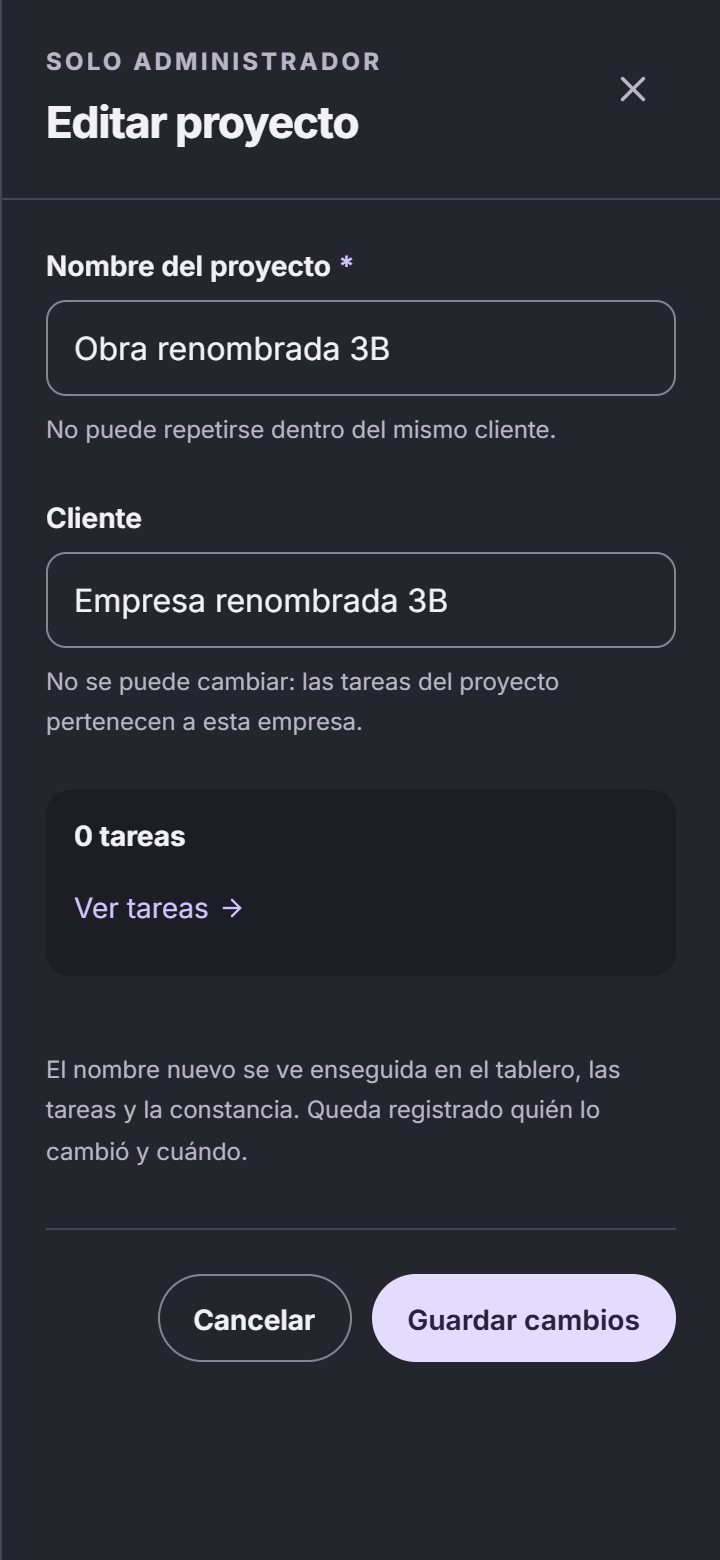 SOLO ADMINISTRADOR
Editar proyecto
Nombre del proyecto *
Obra renombrada 3B
No puede repetirse dentro del mismo cliente.
Cliente
Empresa renombrada 3B
No se puede cambiar: las tareas del proyecto
pertenecen a esta empresa.
0 tareas
Ver tareas →
El nombre nuevo se ve enseguida en el tablero, las
tareas y la constancia. Queda registrado quién lo
cambió y cuándo.
Cancelar
Guardar cambios